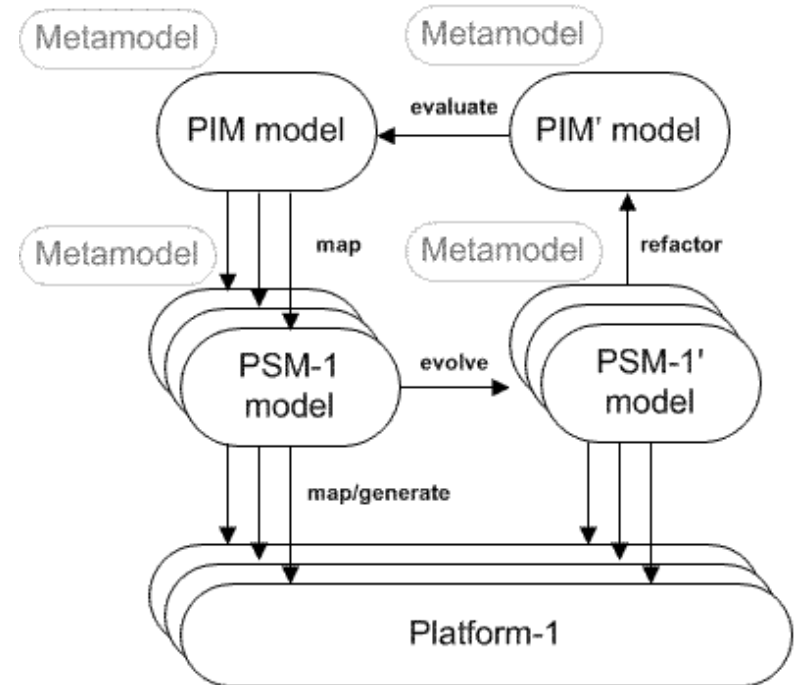 Metamodel
Metamodel
PIM model
evaluate
PIM' model
Metamodel
map
Metamodel
refactor
PSM-1
model
evolve
PSM-1'
model
map/generate
Platform-1